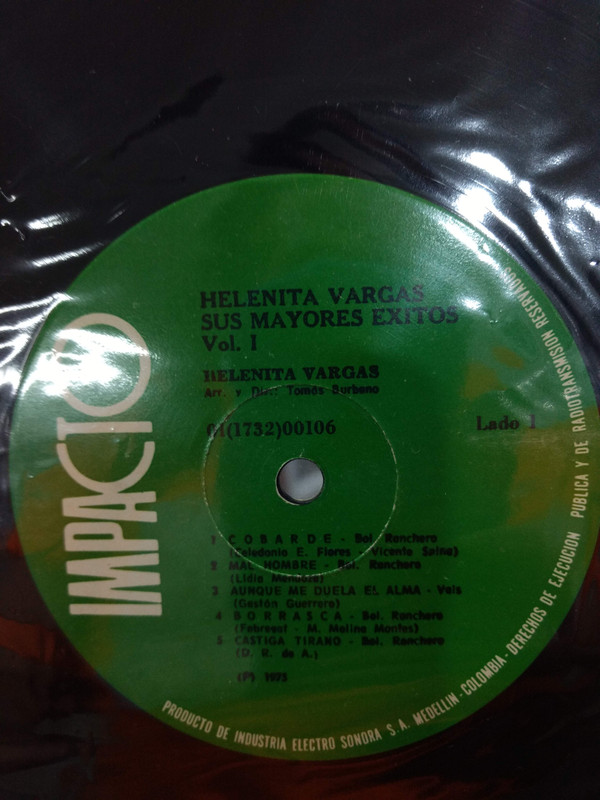 HELENITA VARGAS
SUS MAYORES EXITOS
Vol. I
HELENITA VARGAS
Arr. y Dir.: Tomás Burbano
01(1732)00106
Lado 1
IMPACTO
1 COBARDE - Bol. Ranchero
(Celedonio E. Flores - Vicente Spina)
2 MAL HOMBRE - Bol. Ranchero
(Lidia Mendoza)
3 AUNQUE ME DUELA EL ALMA - Vals
(Gastón Guerrero)
4 BORRASCA - Bol. Ranchero
(Febreast - M. Molina Montes)
5 CASTIGA TIRANO - Bol. Ranchero
(D. R. de A.)
(P) 1975
PRODUCTO DE INDUSTRIA ELECTRO SONORA S. A. MEDELLIN - COLOMBIA - DERECHOS DE EJECUCION PUBLICA Y DE RADIOTRANSMISION RESERVADOS